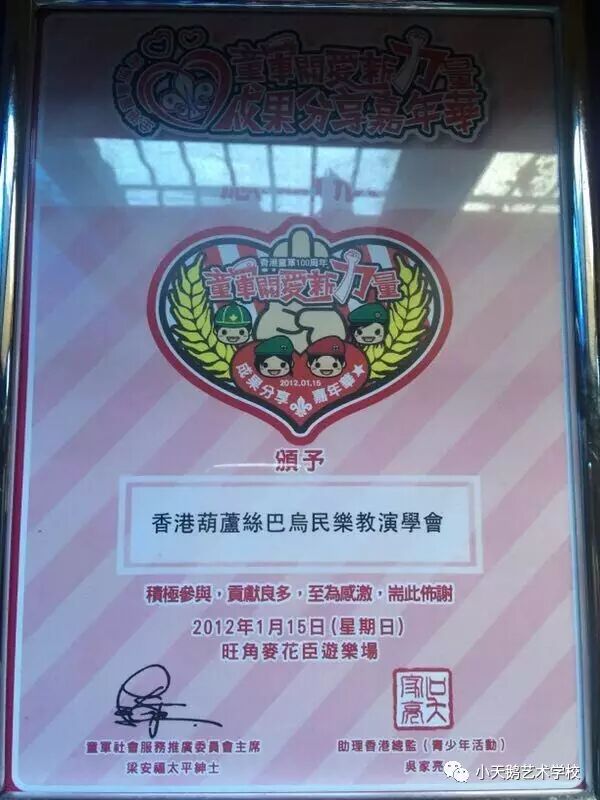 童軍關愛新力量
成果分享嘉年華
香港童軍100周年
童軍關愛新力量
2012.01.15
成果分享 嘉年華
頒予
香港葫蘆絲巴烏民樂教演學會
積極參與，貢獻良多，至為感激，耑此佈謝
2012年1月15日(星期日)
旺角麥花臣遊樂場
童軍社會服務推廣委員會主席
梁安福太平紳士
助理香港總監(青少年活動)
吳家亮
小天鹅艺术学校